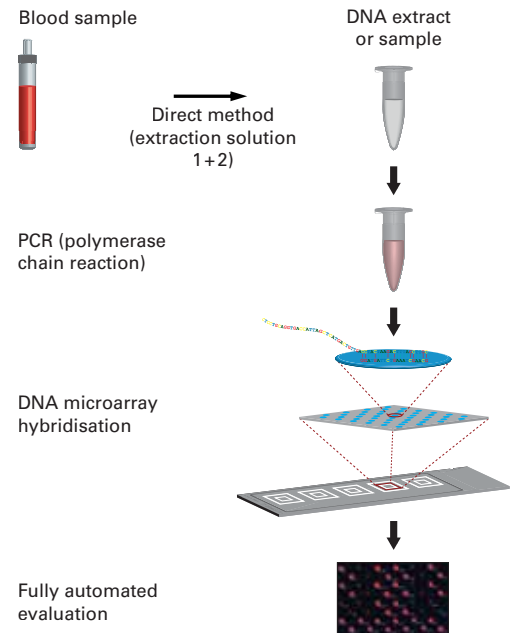 Blood sample
DNA extract
or sample
Direct method
(extraction solution
1+2)
PCR (polymerase
chain reaction)
DNA microarray
hybridisation
Fully automated
evaluation